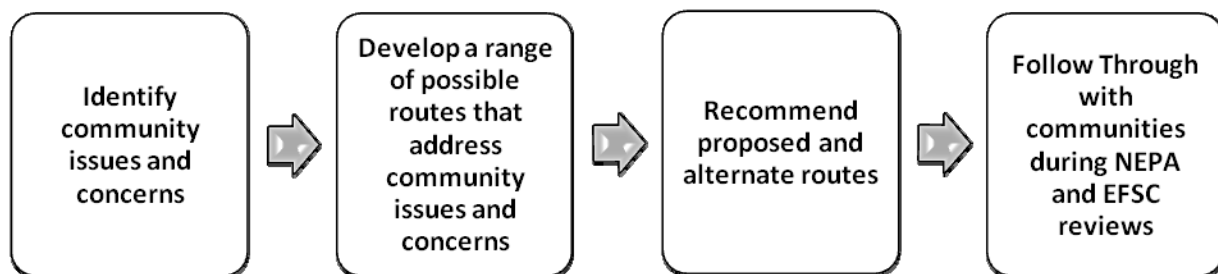 Identify
community
issues and
concerns
Develop a range
of possible
routes that
address
community
issues and
concerns
Recommend
proposed and
alternate routes
Follow Through
with
communities
during NEPA
and EFSC
reviews